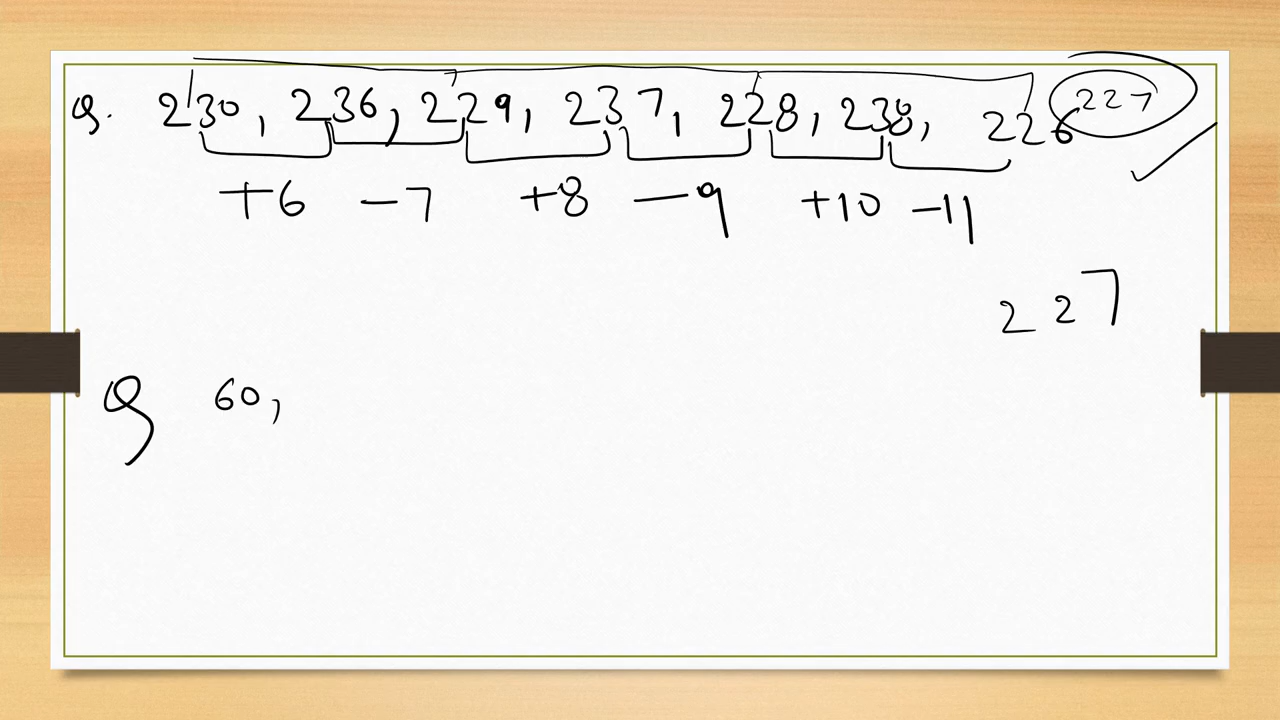 Q. 230, 236, 229, 237, 228, 238, 226 227
+6 -7 +8 -9 +10 -11
227
Q 60,